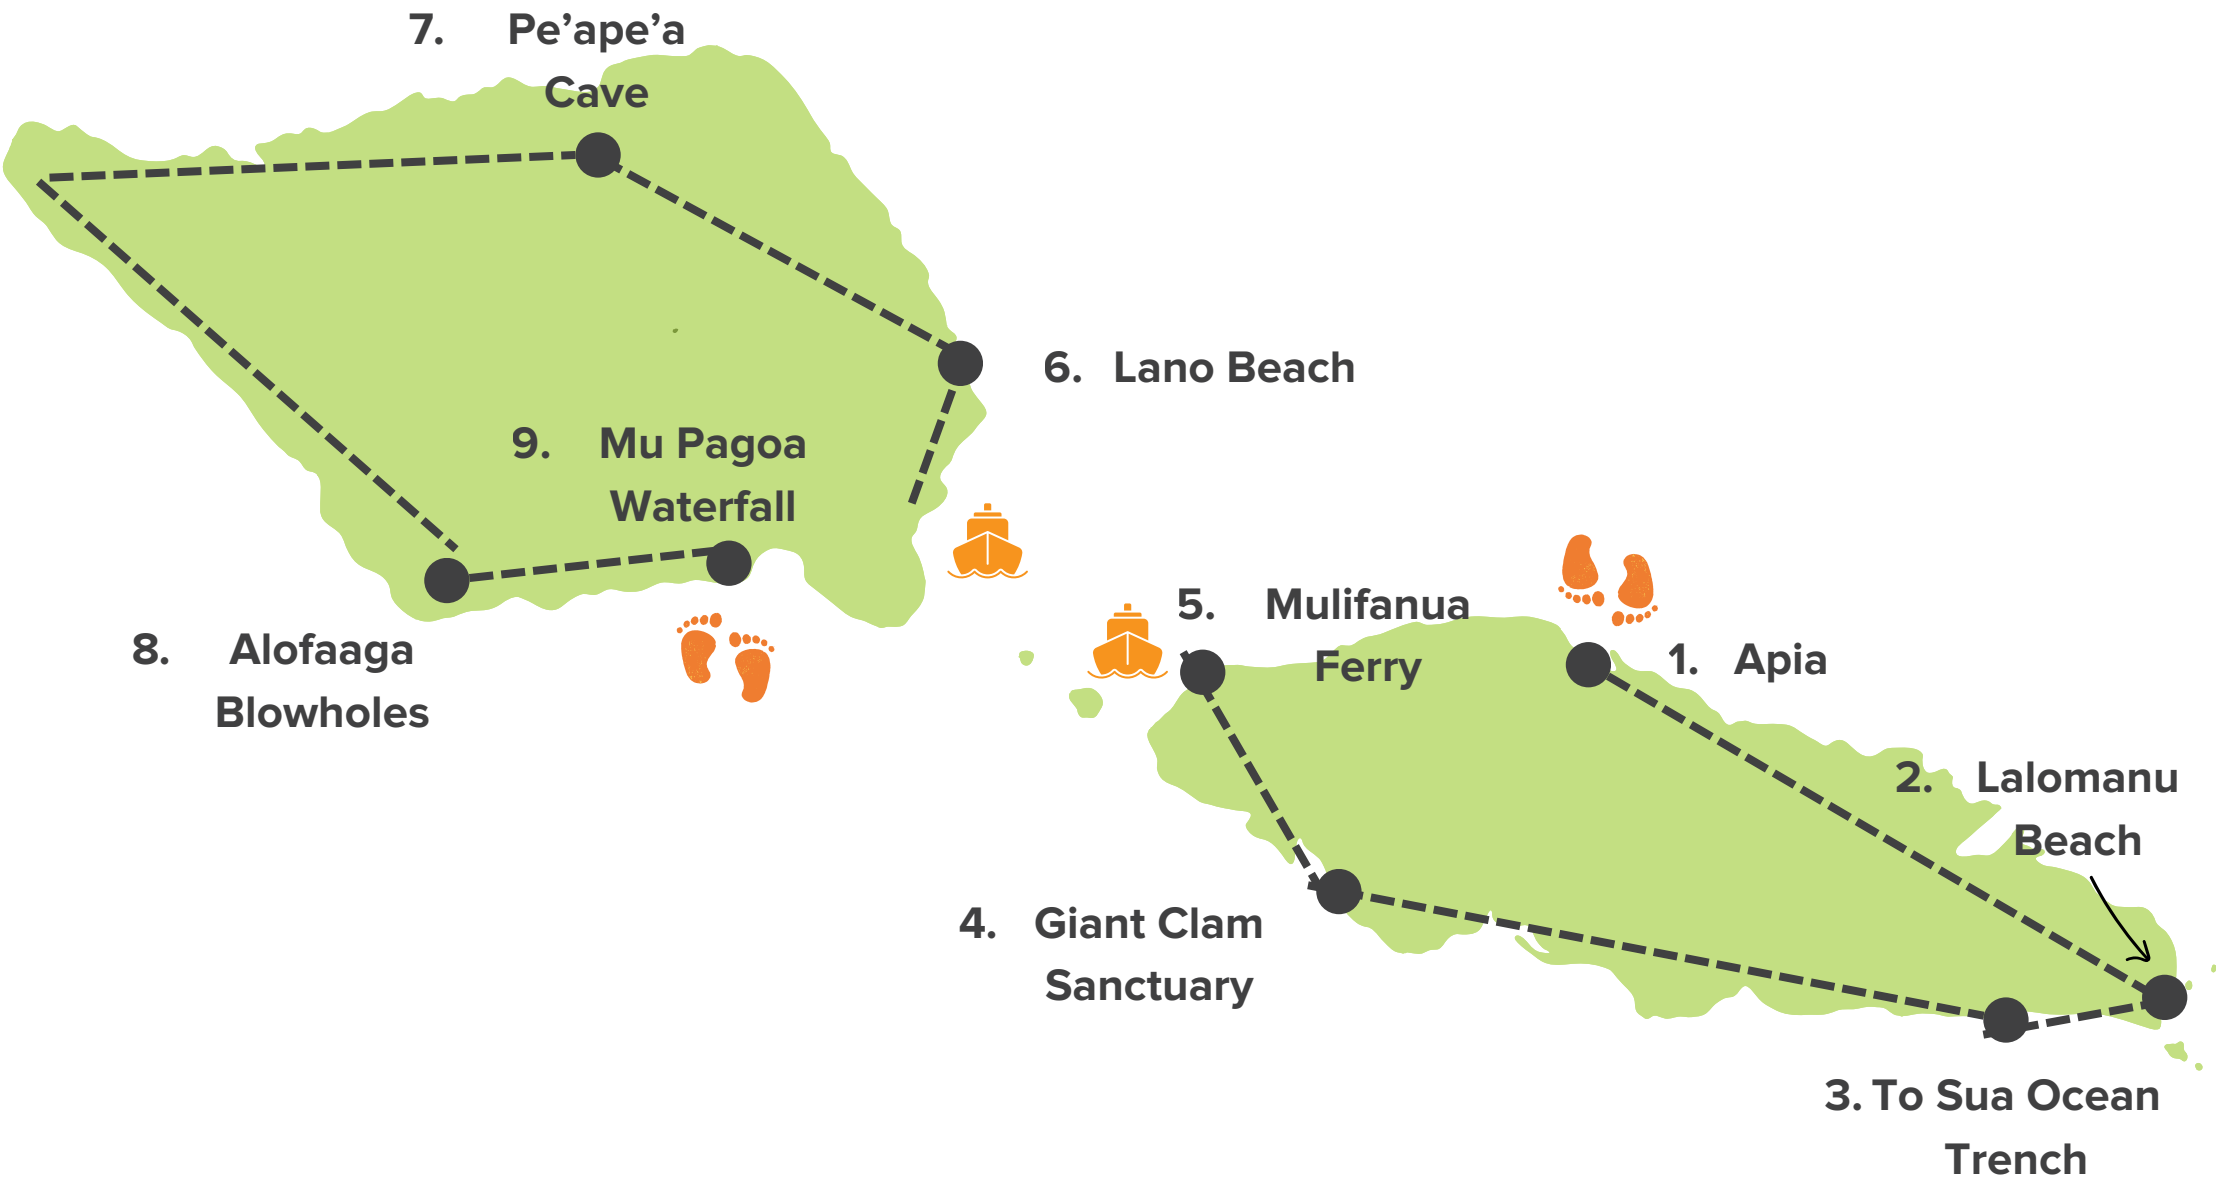 7. Pe’ape’a
Cave
6. Lano Beach
9. Mu Pagoa
Waterfall
8. Alofaaga
Blowholes
5. Mulifanua
Ferry
1. Apia
2. Lalomanu
Beach
4. Giant Clam
Sanctuary
3. To Sua Ocean
Trench